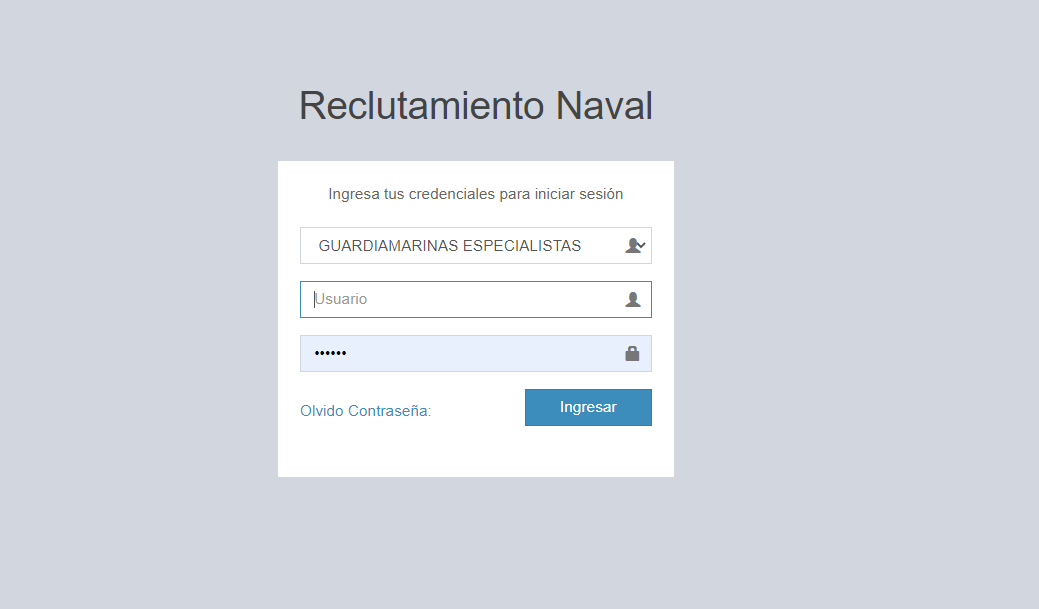 Reclutamiento Naval
Ingresa tus credenciales para iniciar sesión
GUARDIAMARINAS ESPECIALISTAS
Usuario
••••••
Olvido Contraseña:
Ingresar